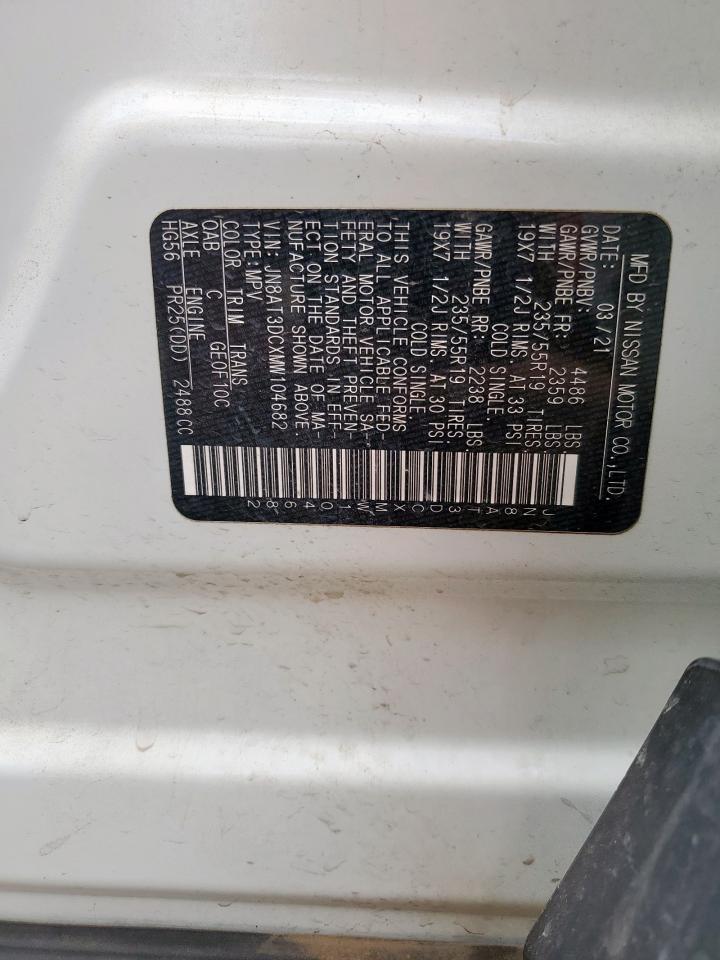 MFD BY NISSAN MOTOR CO.,LTD.
DATE: 03/21
GVWR/PNBV: 4486 LBS.
GAWR/PNBE FR: 2359 LBS.
WITH 235/55R19 TIRES,
19X7 1/2J RIMS, AT 33 PSI
COLD SINGLE
GAWR/PNBE RR: 2238 LBS.
WITH 235/55R19 TIRES,
19X7 1/2J RIMS, AT 30 PSI
COLD SINGLE
THIS VEHICLE CONFORMS
TO ALL APPLICABLE FED-
ERAL MOTOR VEHICLE SA-
FETY AND THEFT PREVEN-
TION STANDARDS IN EFF-
ECT ON THE DATE OF MA-
NUFACTURE SHOWN ABOVE.
VIN: JN8AT3DCXMW104682
TYPE:MPV
COLOR TRIM TRANS
QAB C GE0F10C
AXLE ENGINE
HG56 PR25(DD) 2488CC
JN8AT3DCXMW104682